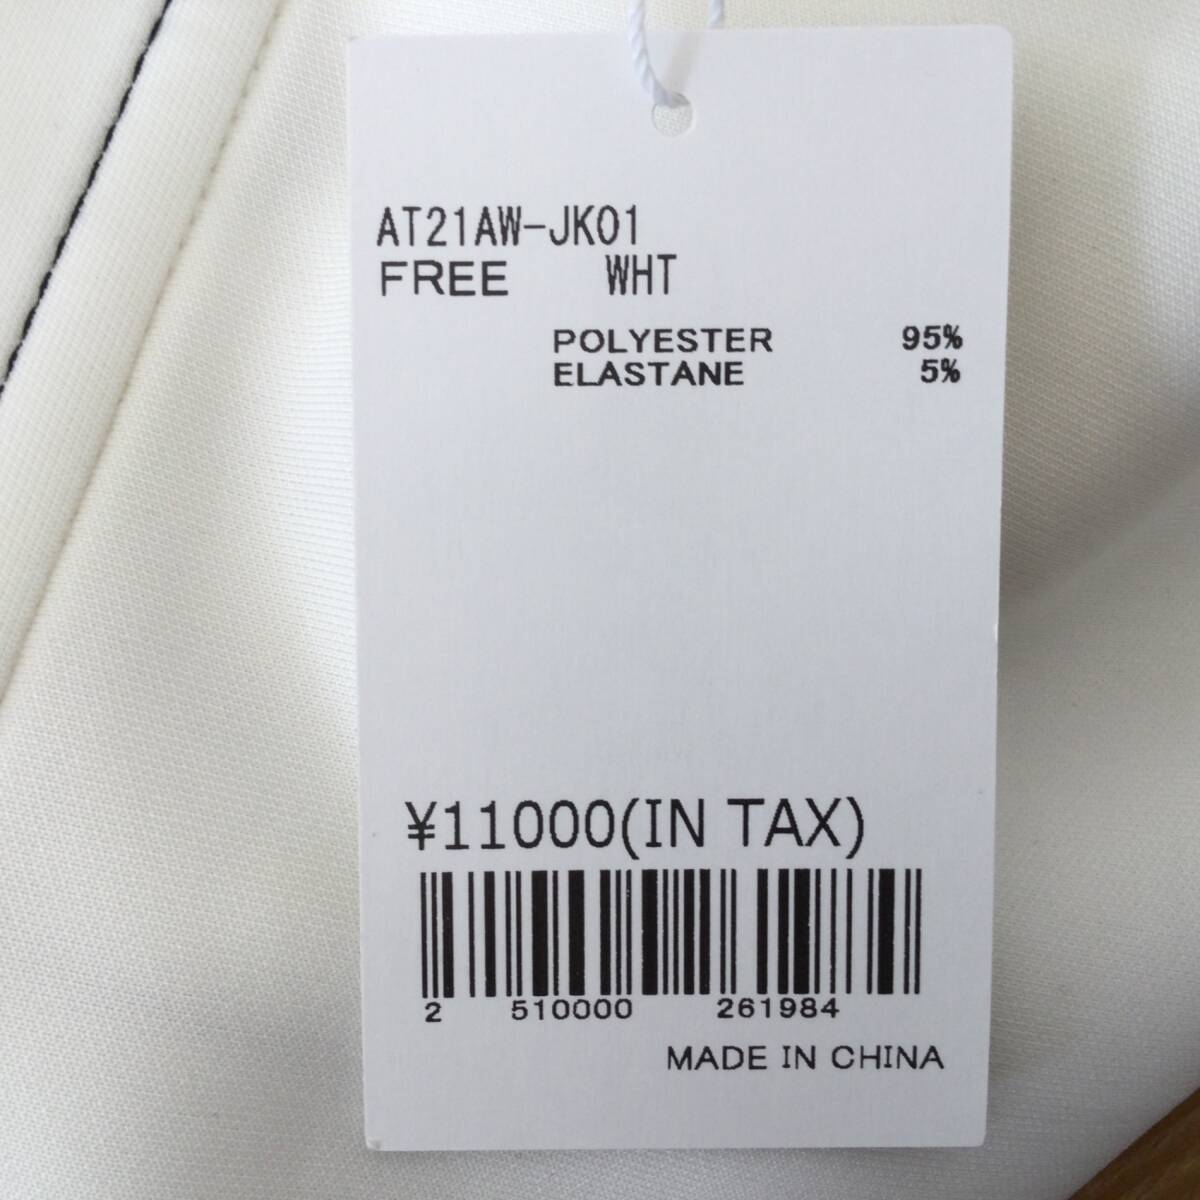 AT21AW-JK01
FREE WHT
POLYESTER 95%
ELASTANE 5%
¥11000(IN TAX)
2 510000 261984
MADE IN CHINA